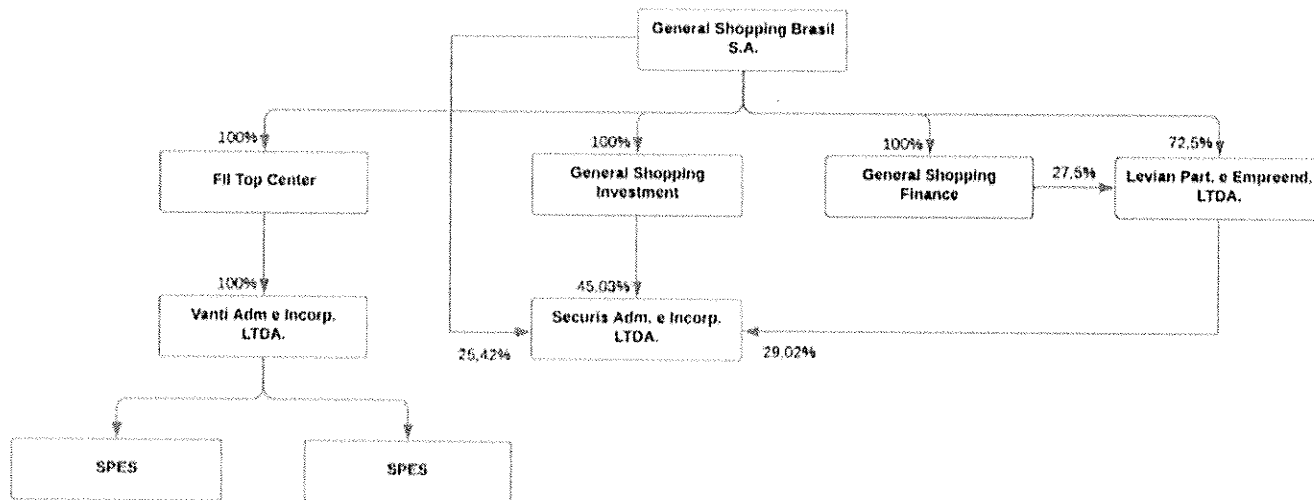 General Shopping Brasil
S.A.
100%
100%
100%
72,5%
FII Top Center
General Shopping
Investment
General Shopping
Finance
27,5%
Levian Part. e Empreend.
LTDA.
100%
45,03%
Vanti Adm e Incorp.
LTDA.
Securis Adm. e Incorp.
LTDA.
25,42%
29,02%
SPES
SPES